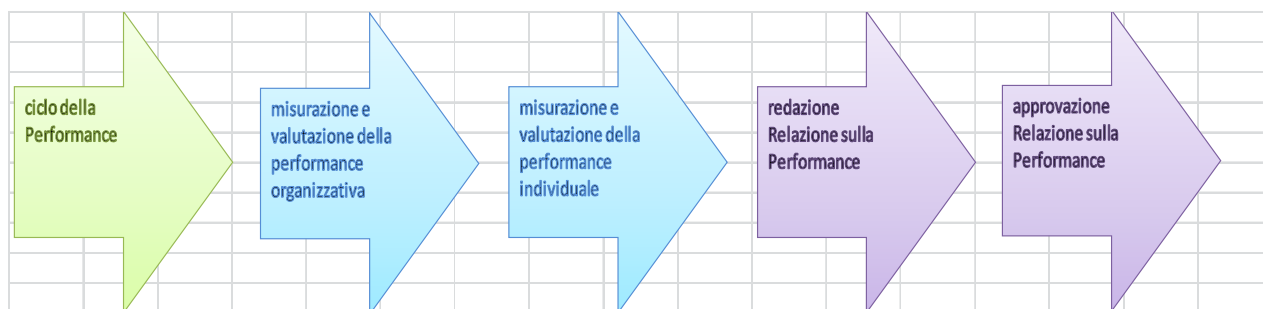 ciclo della
Performance
misurazione e
valutazione della
performance
organizzativa
misurazione e
valutazione della
performance
individuale
redazione
Relazione sulla
Performance
approvazione
Relazione sulla
Performance